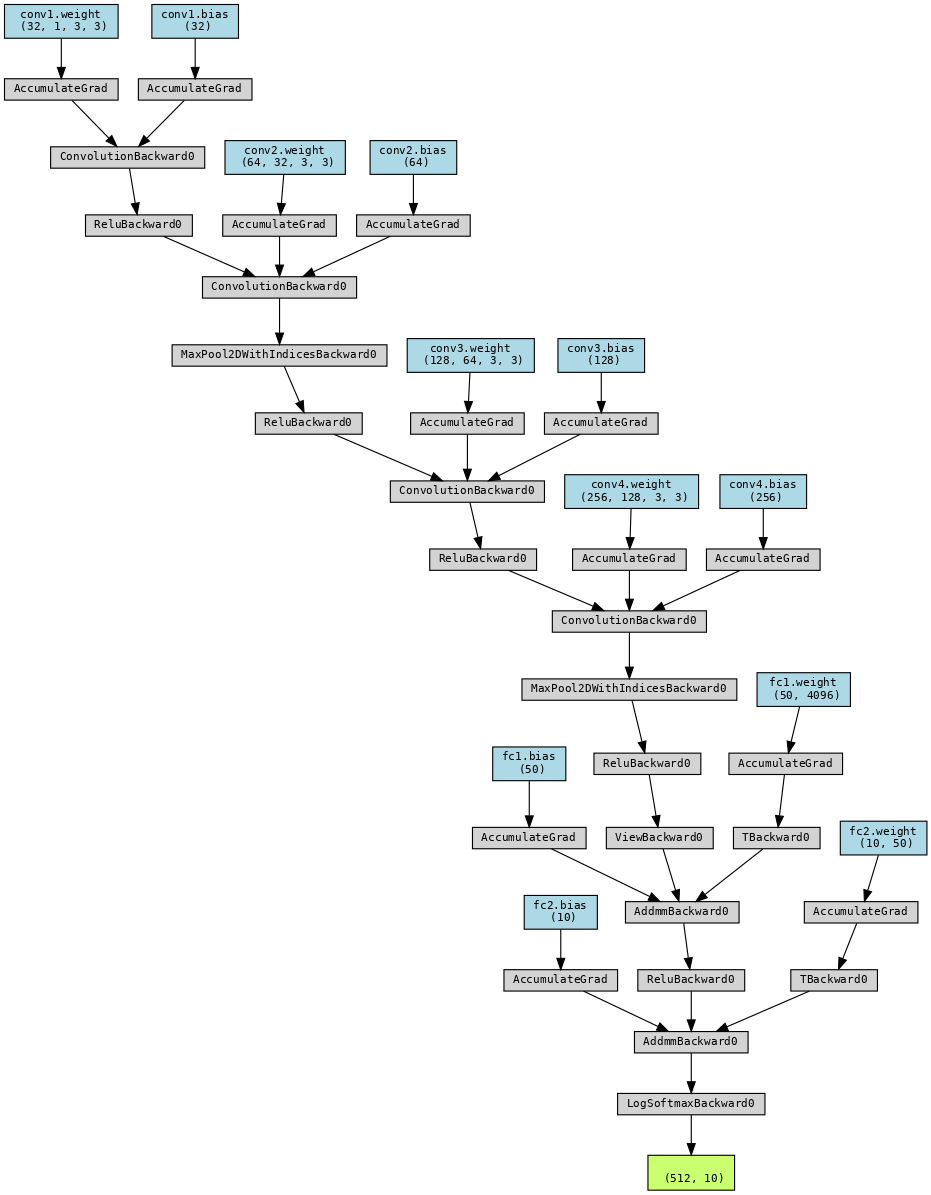 conv1.weight
(32, 1, 3, 3)
conv1.bias
(32)
AccumulateGrad
AccumulateGrad
ConvolutionBackward0
conv2.weight
(64, 32, 3, 3)
conv2.bias
(64)
ReluBackward0
AccumulateGrad
AccumulateGrad
ConvolutionBackward0
MaxPool2DWithIndicesBackward0
conv3.weight
(128, 64, 3, 3)
conv3.bias
(128)
ReluBackward0
AccumulateGrad
AccumulateGrad
ConvolutionBackward0
conv4.weight
(256, 128, 3, 3)
conv4.bias
(256)
ReluBackward0
AccumulateGrad
AccumulateGrad
ConvolutionBackward0
MaxPool2DWithIndicesBackward0
fc1.weight
(50, 4096)
fc1.bias
(50)
ReluBackward0
AccumulateGrad
AccumulateGrad
ViewBackward0
TBackward0
fc2.weight
(10, 50)
fc2.bias
(10)
AddmmBackward0
AccumulateGrad
AccumulateGrad
ReluBackward0
TBackward0
AddmmBackward0
LogSoftmaxBackward0
(512, 10)